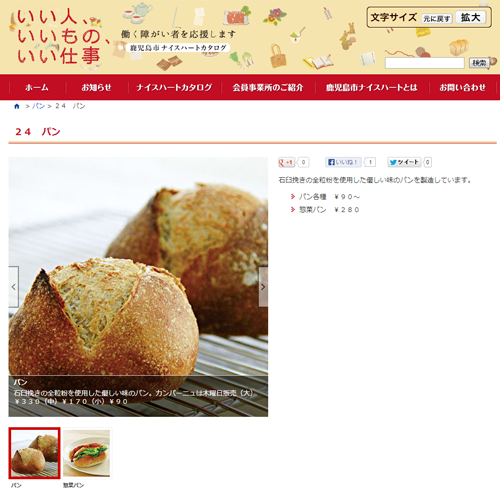 いい人、
いいもの、
いい仕事
働く障がい者を応援します
鹿児島市ナイスハートカタログ
文字サイズ 元に戻す 拡大
検索
ホーム お知らせ ナイスハートカタログ 会員事業所のご紹介 鹿児島市ナイスハートとは お問い合わせ
> パン > ２４　パン
２４　パン
+1 0 いいね！ 1 ツイート 0
石臼挽きの全粒粉を使用した優しい味のパンを製造しています。
パン各種　￥９０～
惣菜パン　￥２８０
パン
石臼挽きの全粒粉を使用した優しい味のパン。カンパーニュは木曜日販売（大）
￥３３０（中）￥１７０（小）￥９０
パン 惣菜パン